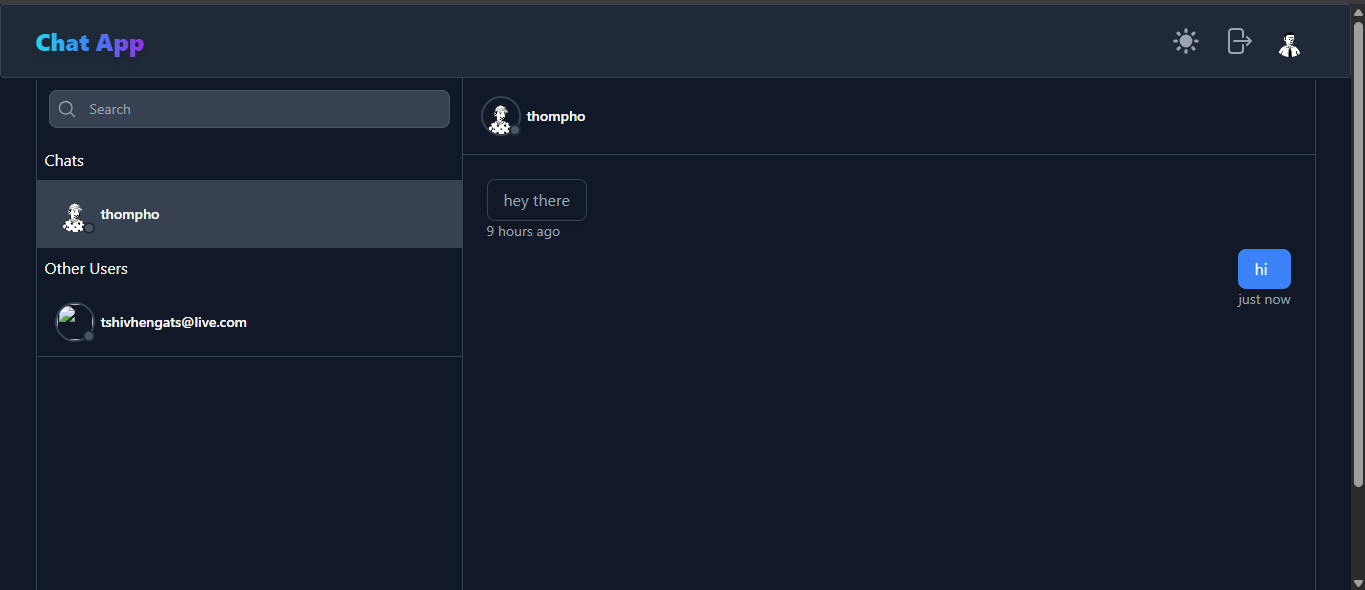 Chat App
Search
Chats
thompho
Other Users
tshivhengats@live.com
thompho
hey there
9 hours ago
hi
just now